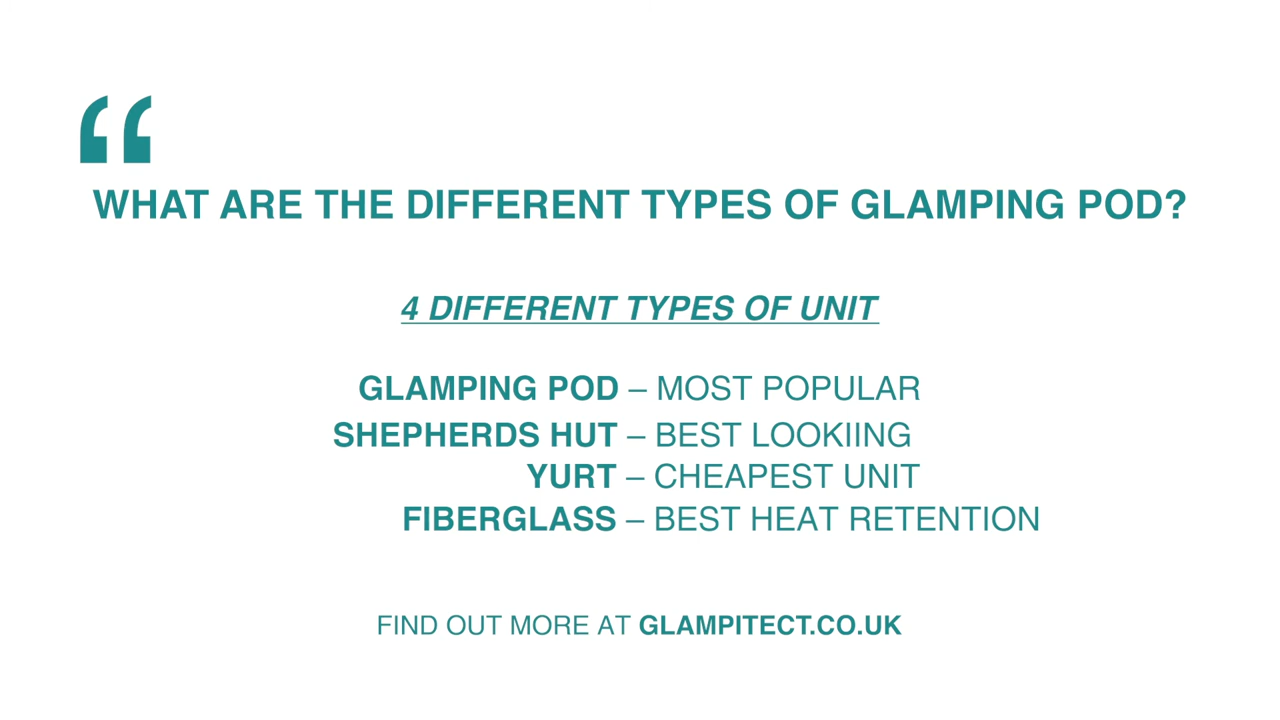 “
WHAT ARE THE DIFFERENT TYPES OF GLAMPING POD?
4 DIFFERENT TYPES OF UNIT
GLAMPING POD – MOST POPULAR
SHEPHERDS HUT – BEST LOOKIING
YURT – CHEAPEST UNIT
FIBERGLASS – BEST HEAT RETENTION
FIND OUT MORE AT GLAMPITECT.CO.UK